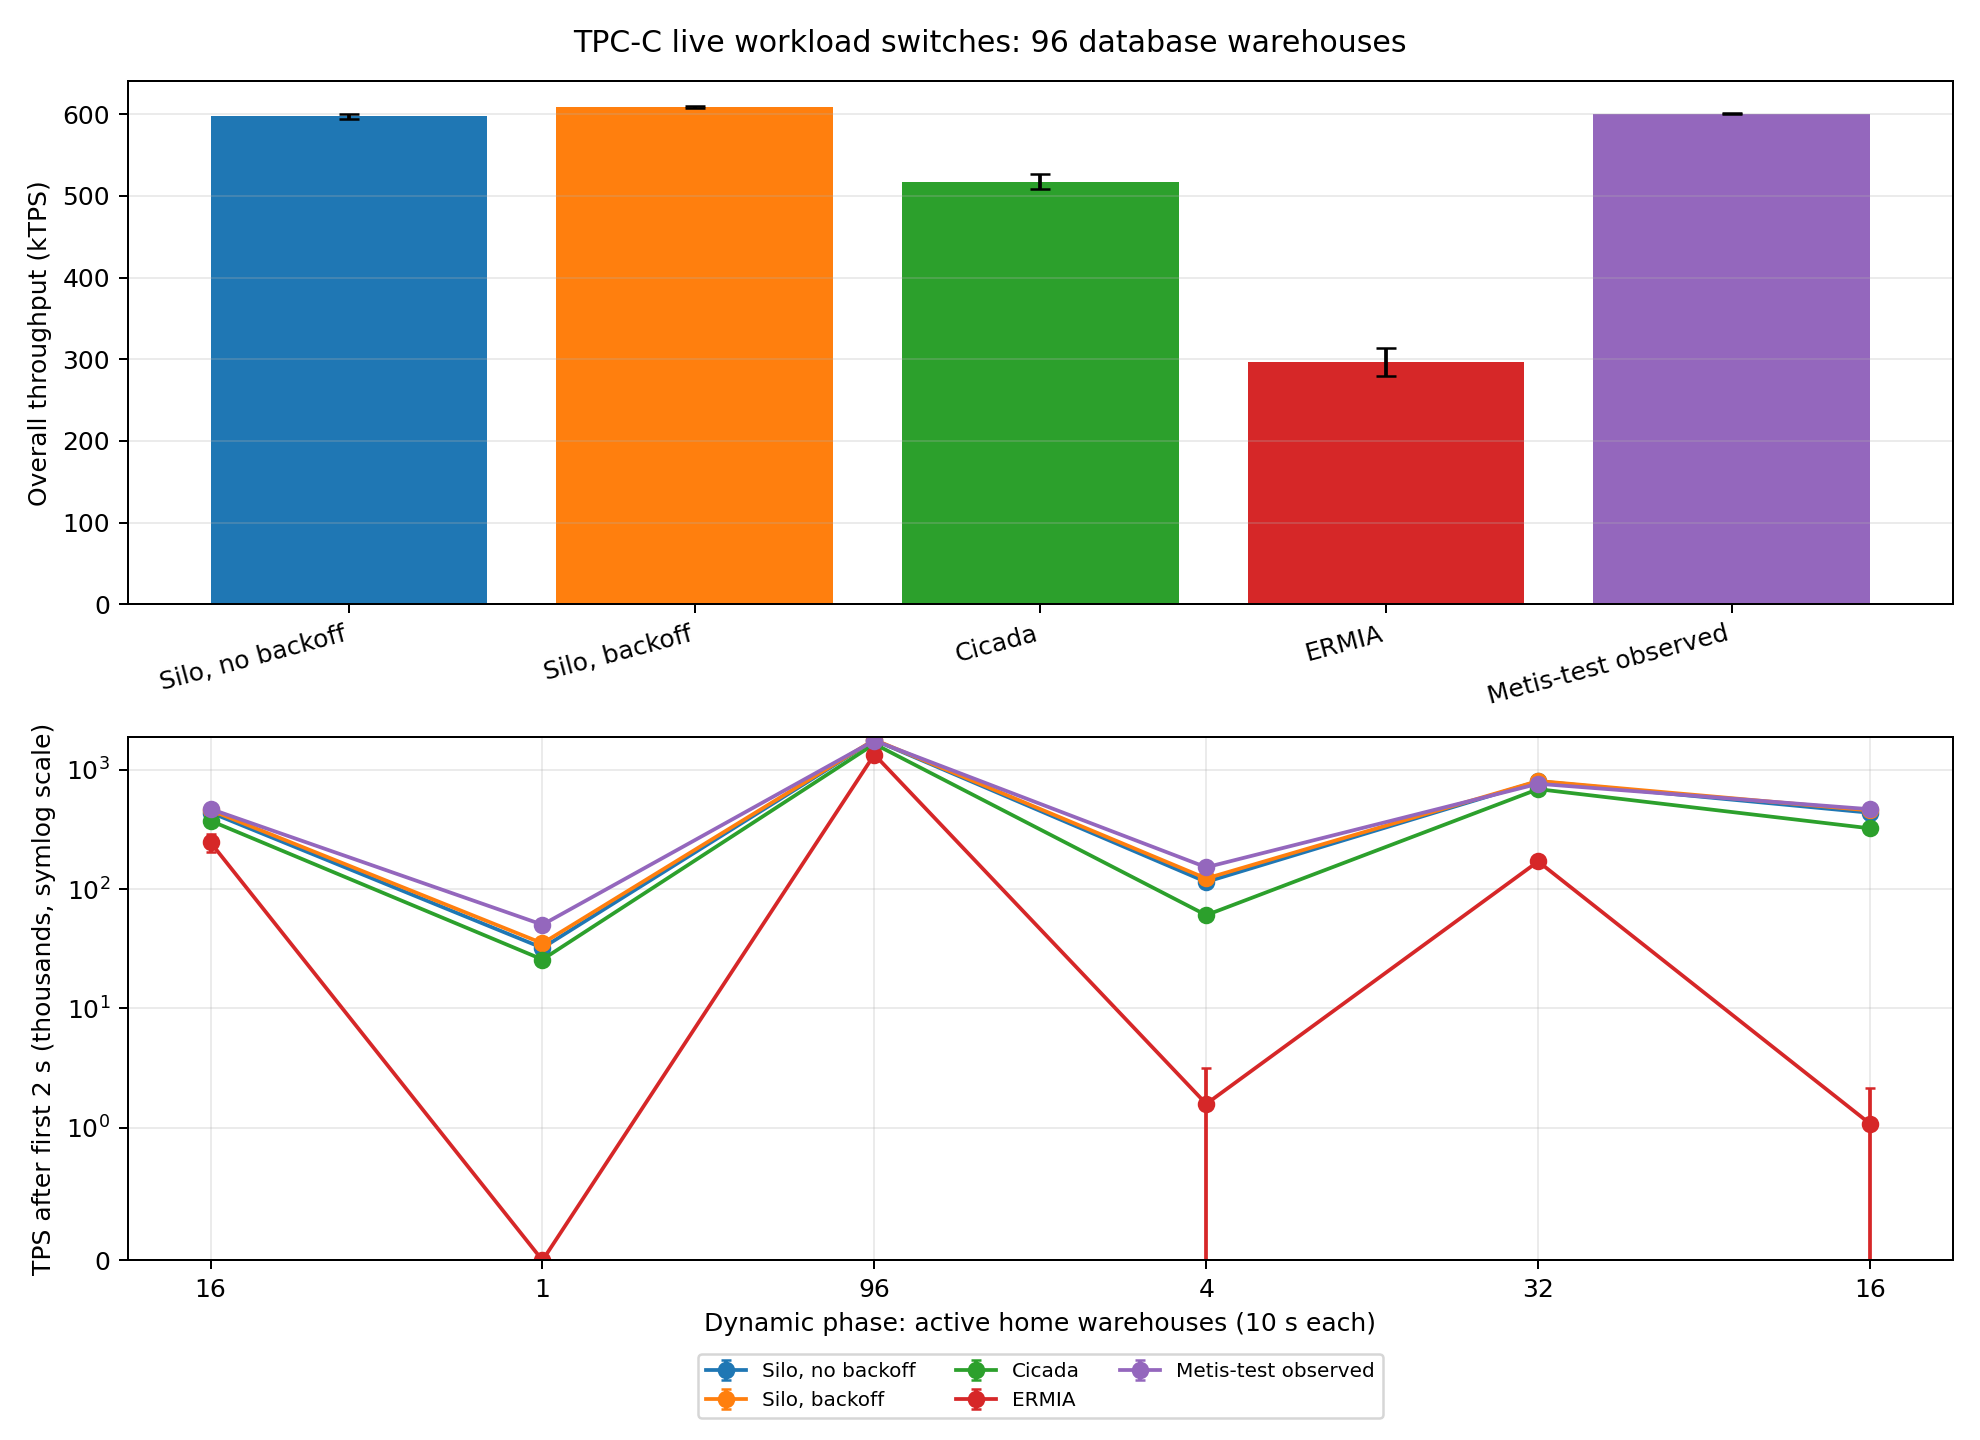 TPC-C live workload switches: 96 database warehouses
Overall throughput (kTPS)
600
500
400
300
200
100
0
Silo, no backoff
Silo, backoff
Cicada
ERMIA
Metis-test observed
TPS after first 2 s (thousands, symlog scale)
10³
10²
10¹
10⁰
0
16 1 96 4 32 16
Dynamic phase: active home warehouses (10 s each)
Silo, no backoff Cicada Metis-test observed
Silo, backoff ERMIA